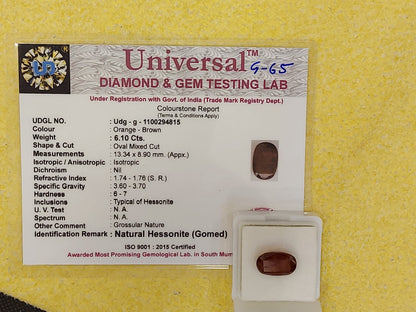 Universal™
G-65
DIAMOND & GEM TESTING LAB
Under Registration with Govt. of India (Trade Mark Registry Dept.)
Colourstone Report
(Terms & Conditions Apply)
UDGL NO. : Udg - g - 1100294815
Colour : Orange - Brown
Weight : 6.10 Cts.
Shape & Cut : Oval Mixed Cut
Measurements : 13.34 x 8.90 mm. (Appx.)
Isotropic / Anisotropic : Isotropic
Dichroism : Nil
Refractive Index : 1.74 - 1.76 (S. R.)
Specific Gravity : 3.60 - 3.70
Hardness : 6 - 7
Inclusions : Typical of Hessonite
U. V. Test : N. A.
Spectrum : N. A.
Other Comments : Grossular Nature
Identification Remark : Natural Hessonite (Gomed)
ISO 9001 : 2015 Certified
Awarded Most Promising Gemological Lab. in South Mum